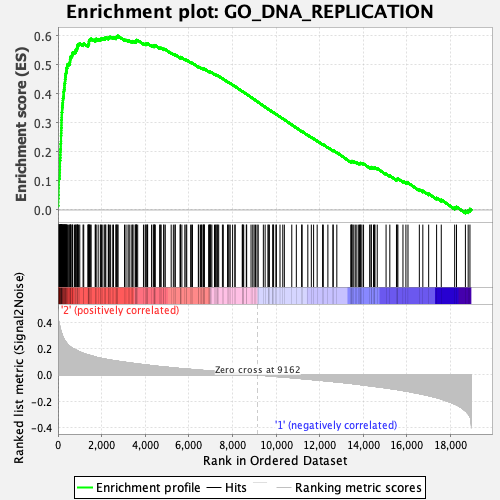 Enrichment plot: GO_DNA_REPLICATION
Enrichment score (ES)
0.6
0.5
0.4
0.3
0.2
0.1
0.0
'2' (positively correlated)
Ranked list metric (Signal2Noise)
0.4
0.2
0.0
-0.2
-0.4
Zero cross at 9162
'1' (negatively correlated)
0
2,000
4,000
6,000
8,000
10,000
12,000
14,000
16,000
18,000
Rank in Ordered Dataset
Enrichment profile
Hits
Ranking metric scores